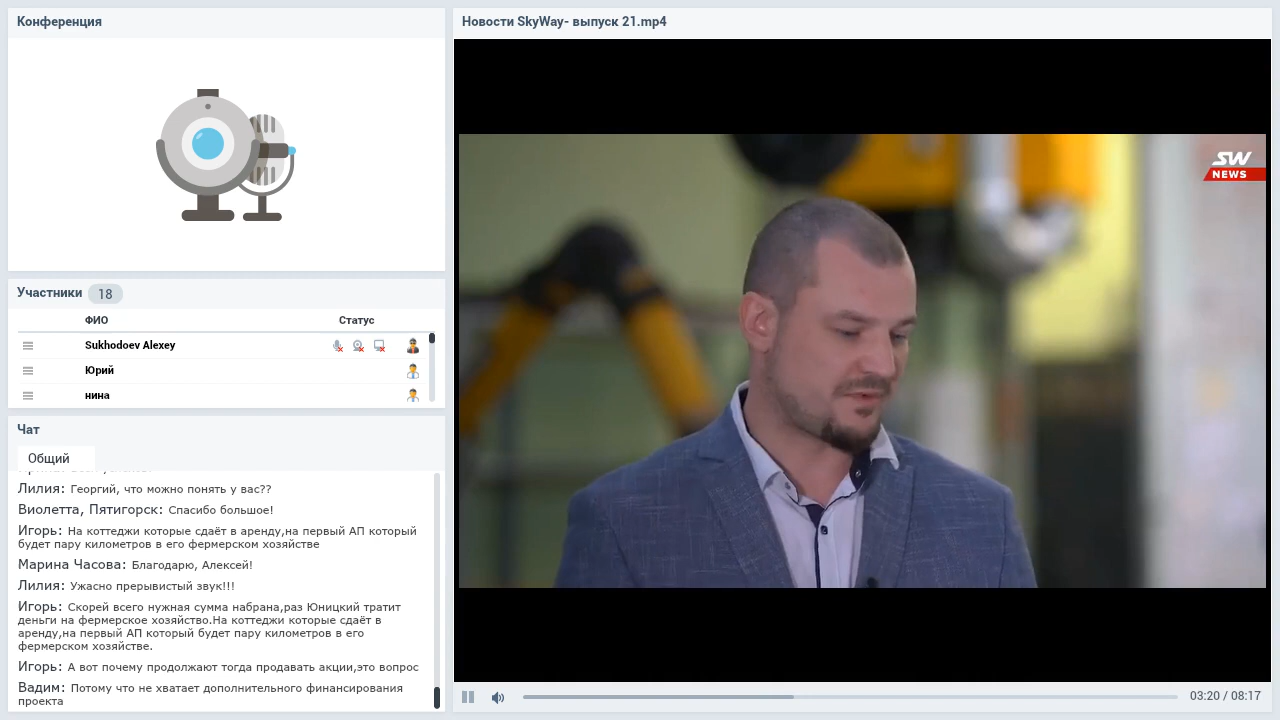 Конференция
Участники 18
ФИО Статус
Sukhodoev Alexey
Юрий
нина
Чат
Общий
Лилия: Георгий, что можно понять у вас??
Виолетта, Пятигорск: Спасибо большое!
Игорь: На коттеджи которые сдаёт в аренду,на первый АП который
будет пару километров в его фермерском хозяйстве
Марина Часова: Благодарю, Алексей!
Лилия: Ужасно прерывистый звук!!!
Игорь: Скорей всего нужная сумма набрана,раз Юницкий тратит
деньги на фермерское хозяйство.На коттеджи которые сдаёт в
аренду,на первый АП который будет пару километров в его
фермерском хозяйстве.
Игорь: А вот почему продолжают тогда продавать акции,это вопрос
Вадим: Потому что не хватает дополнительного финансирования
проекта
Новости SkyWay- выпуск 21.mp4
SW
NEWS
03:20 / 08:17